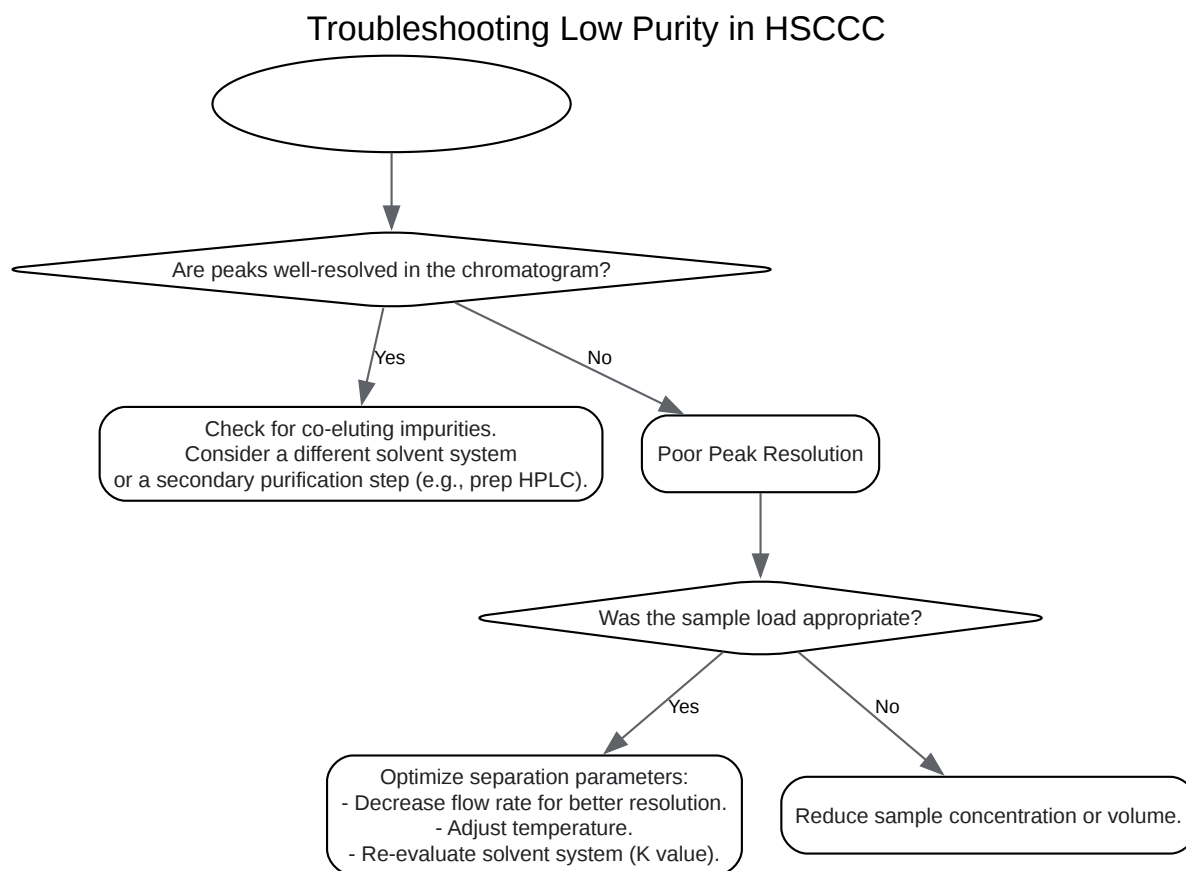 Troubleshooting Low Purity in HSCCC
Are peaks well-resolved in the chromatogram?
Yes
No
Check for co-eluting impurities.
Consider a different solvent system
or a secondary purification step (e.g., prep HPLC).
Poor Peak Resolution
Was the sample load appropriate?
Yes
No
Optimize separation parameters:
- Decrease flow rate for better resolution.
- Adjust temperature.
- Re-evaluate solvent system (K value).
Reduce sample concentration or volume.